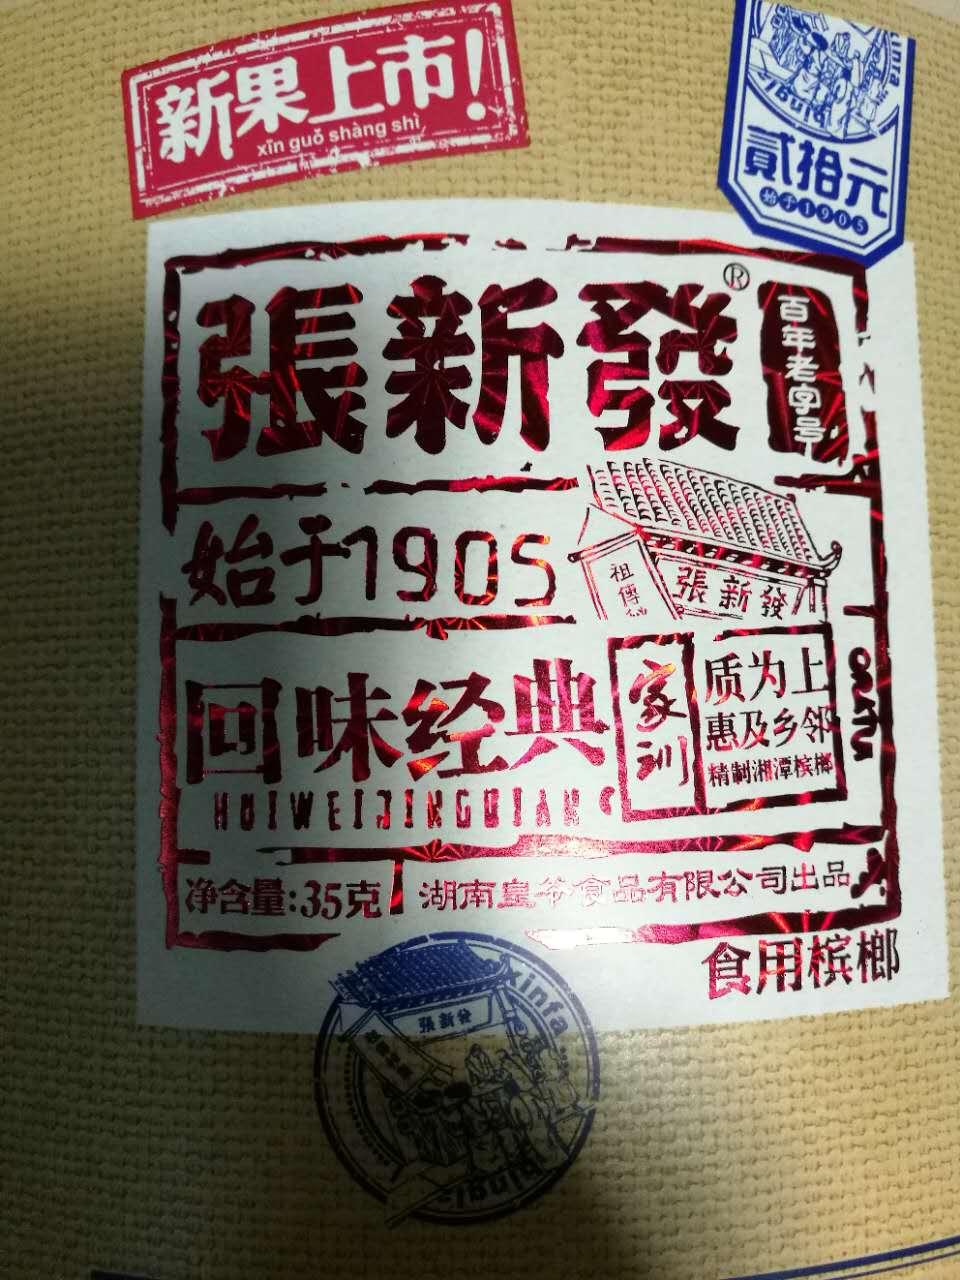 新果上市!
xīn guǒ shàng shì
贰拾元
始于1905
張新發®
百年老字号
始于1905
祖傳
張新發
回味经典
HUIWEIJINGDIAN
家训
质为上
惠及乡邻
精制湘潭槟榔
净含量:35克
湖南皇爷食品有限公司出品
食用槟榔
xinfa
張新發